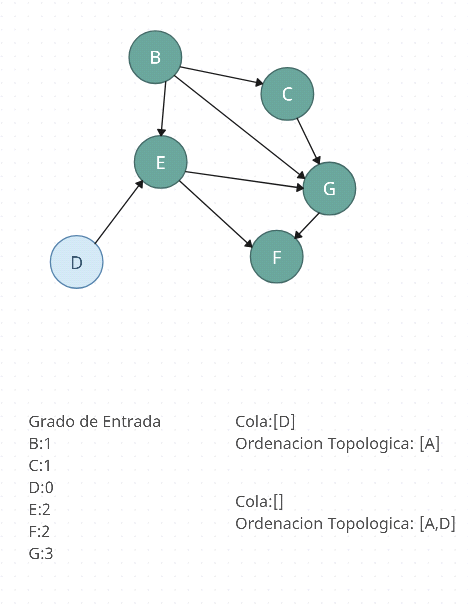 B
C
E
G
D
F
Grado de Entrada
B:1
C:1
D:0
E:2
F:2
G:3
Cola:[D]
Ordenacion Topologica: [A]
Cola:[]
Ordenacion Topologica: [A,D]